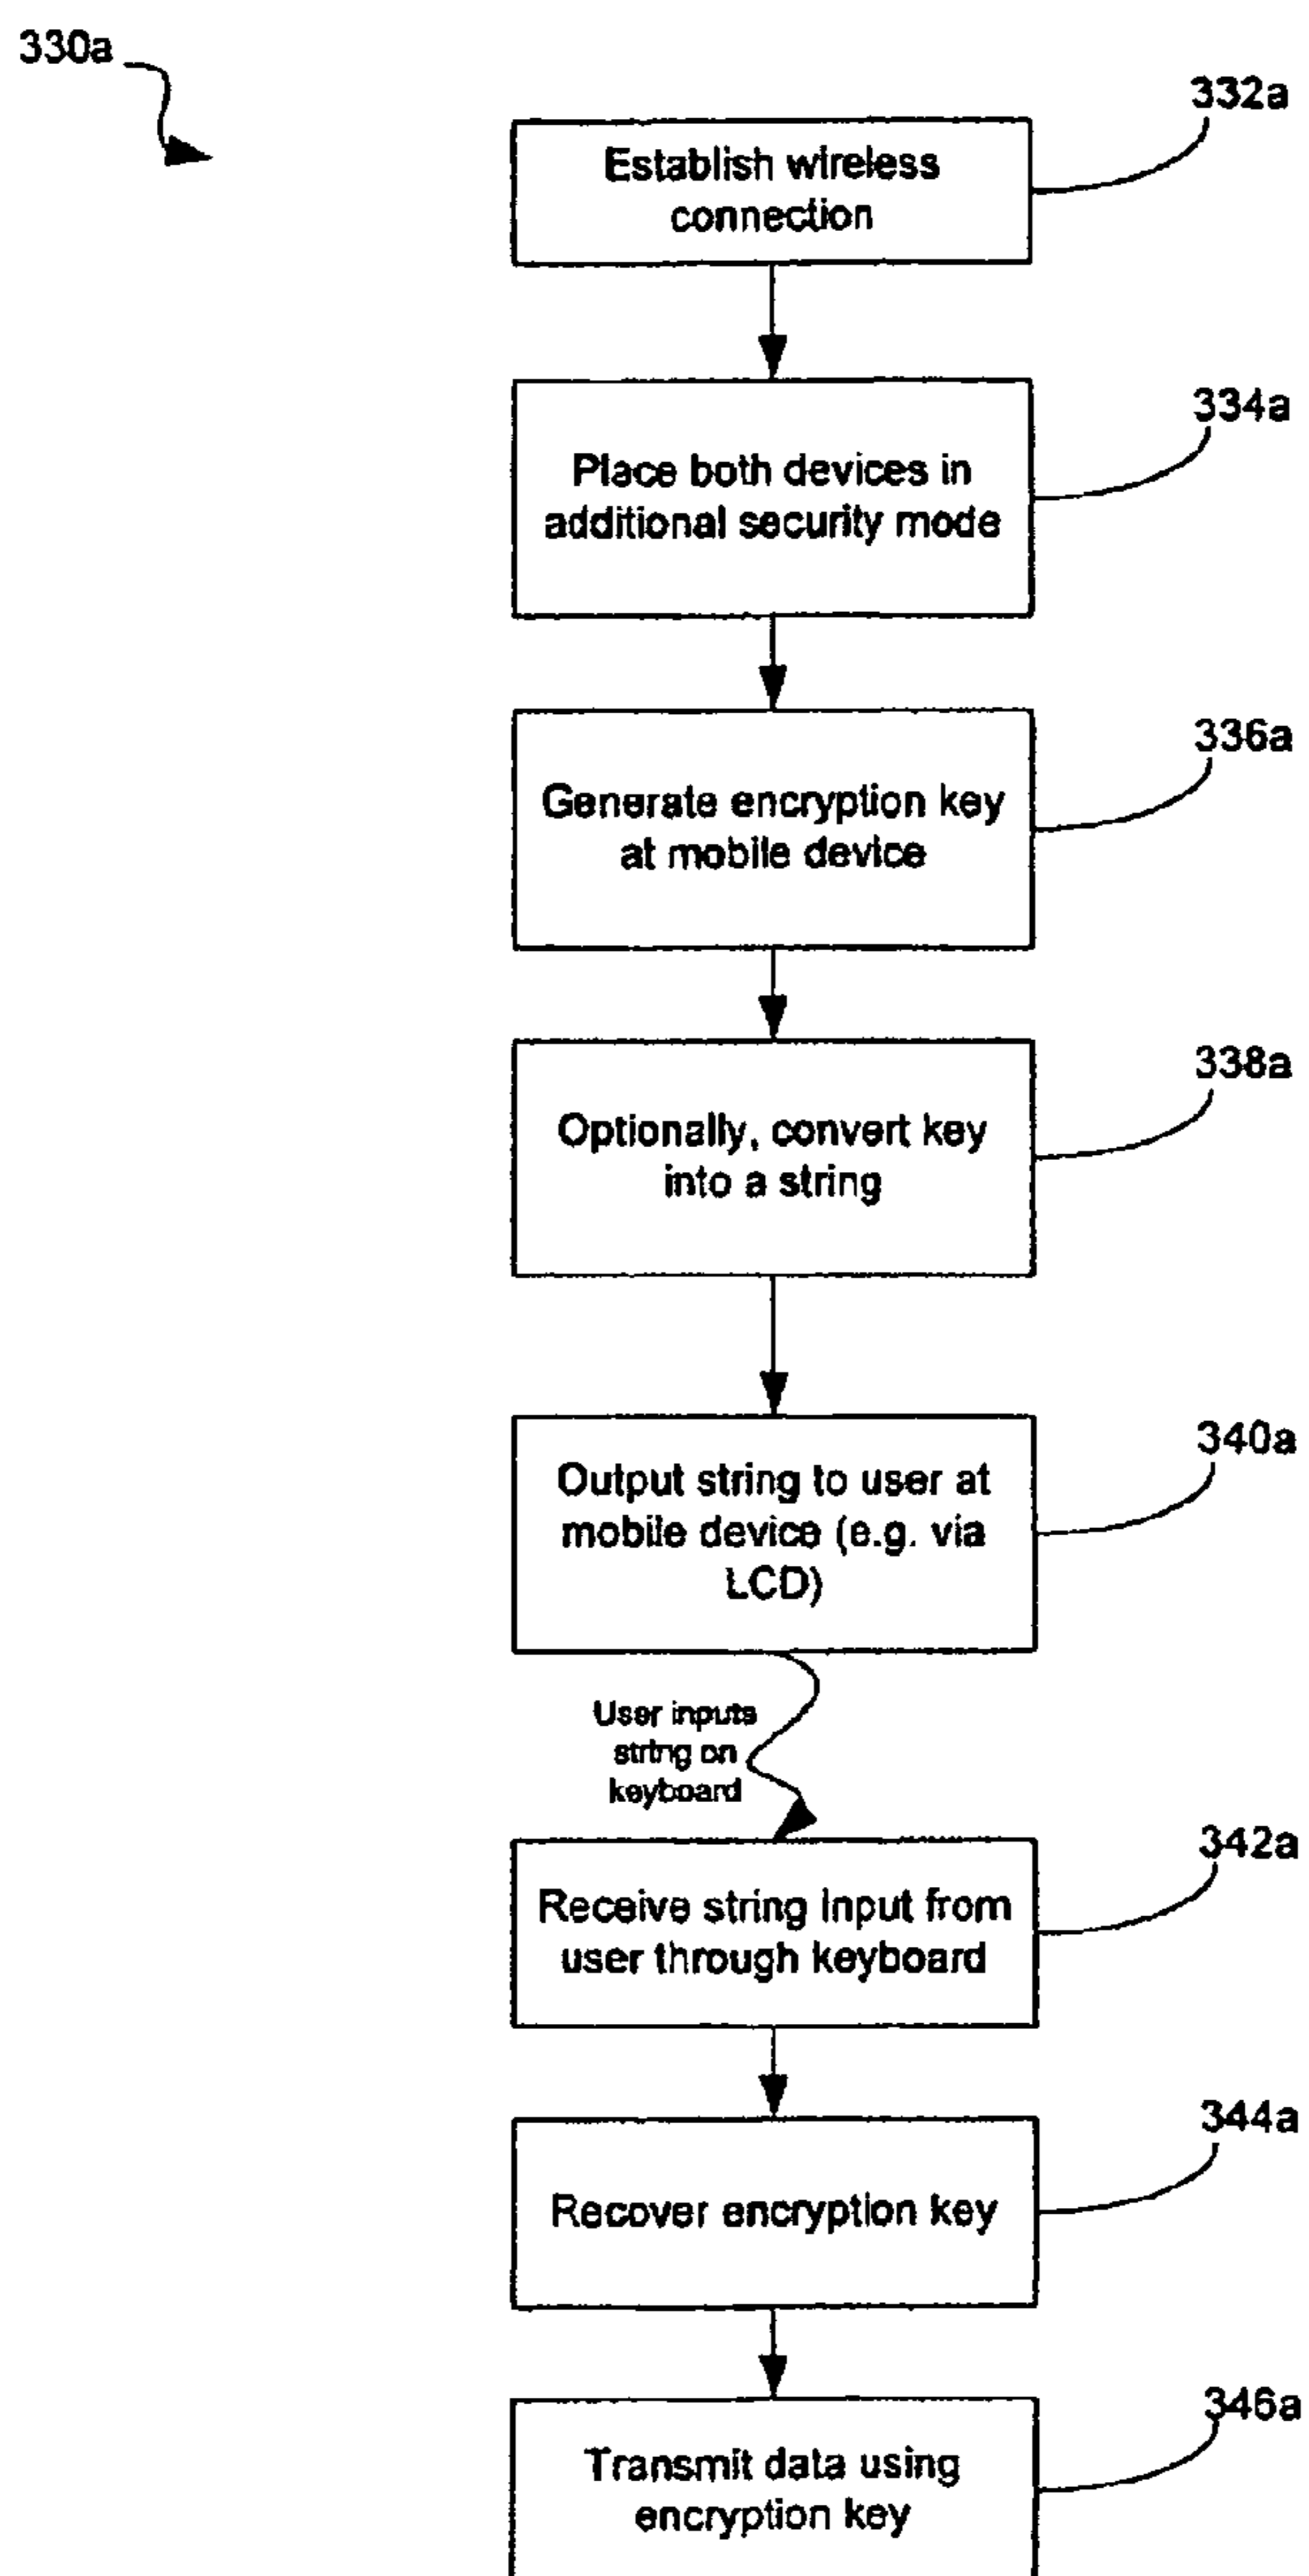 330a
332a
Establish wireless
connection
334a
Place both devices in
additional security mode
336a
Generate encryption key
at mobile device
338a
Optionally, convert key
into a string
340a
Output string to user at
mobile device (e.g. via
LCD)
User inputs
string on
keyboard
342a
Receive string input from
user through keyboard
344a
Recover encryption key
346a
Transmit data using
encryption key